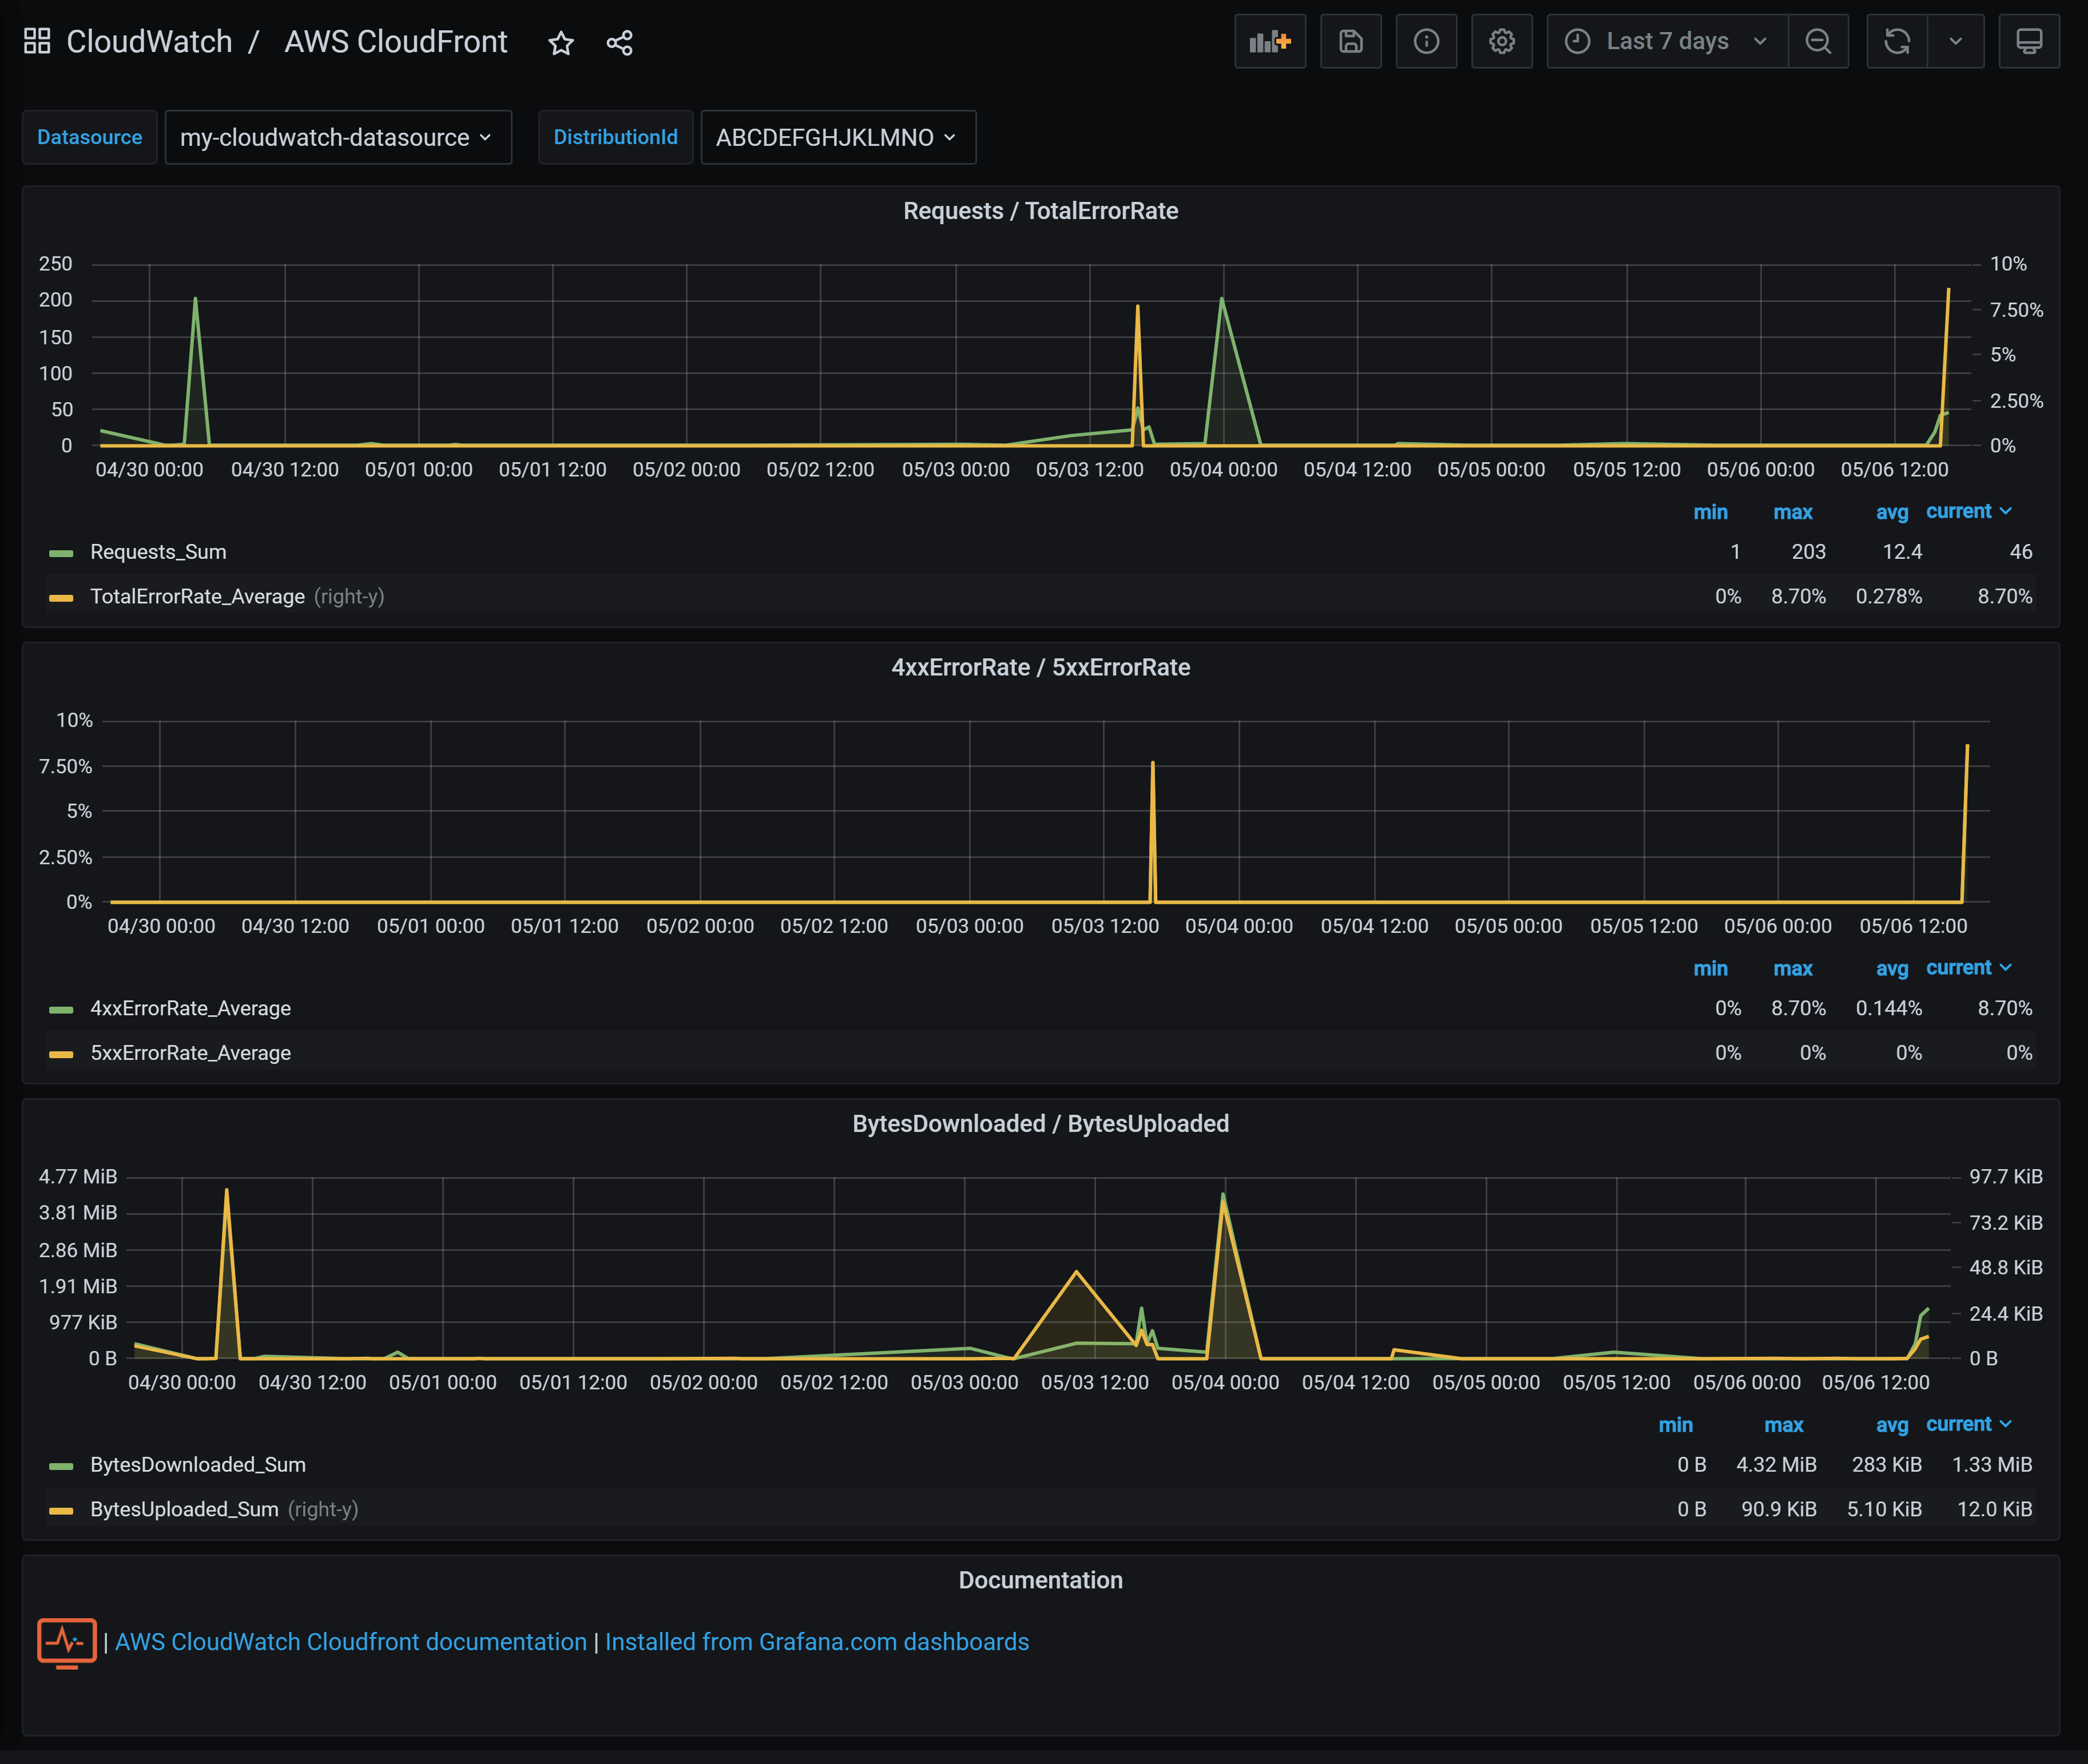 CloudWatch / AWS CloudFront
Last 7 days
Datasource my-cloudwatch-datasource DistributionId ABCDEFGHJKLMNO
Requests / TotalErrorRate
250 10%
200 7.50%
150
100 5%
50 2.50%
0 0%
04/30 00:00 04/30 12:00 05/01 00:00 05/01 12:00 05/02 00:00 05/02 12:00 05/03 00:00 05/03 12:00 05/04 00:00 05/04 12:00 05/05 00:00 05/05 12:00 05/06 00:00 05/06 12:00
min max avg current
Requests_Sum 1 203 12.4 46
TotalErrorRate_Average (right-y) 0% 8.70% 0.278% 8.70%
4xxErrorRate / 5xxErrorRate
10%
7.50%
5%
2.50%
0%
04/30 00:00 04/30 12:00 05/01 00:00 05/01 12:00 05/02 00:00 05/02 12:00 05/03 00:00 05/03 12:00 05/04 00:00 05/04 12:00 05/05 00:00 05/05 12:00 05/06 00:00 05/06 12:00
min max avg current
4xxErrorRate_Average 0% 8.70% 0.144% 8.70%
5xxErrorRate_Average 0% 0% 0% 0%
BytesDownloaded / BytesUploaded
4.77 MiB 97.7 KiB
3.81 MiB 73.2 KiB
2.86 MiB
1.91 MiB 48.8 KiB
977 KiB 24.4 KiB
0 B 0 B
04/30 00:00 04/30 12:00 05/01 00:00 05/01 12:00 05/02 00:00 05/02 12:00 05/03 00:00 05/03 12:00 05/04 00:00 05/04 12:00 05/05 00:00 05/05 12:00 05/06 00:00 05/06 12:00
min max avg current
BytesDownloaded_Sum 0 B 4.32 MiB 283 KiB 1.33 MiB
BytesUploaded_Sum (right-y) 0 B 90.9 KiB 5.10 KiB 12.0 KiB
Documentation
| AWS CloudWatch Cloudfront documentation | Installed from Grafana.com dashboards